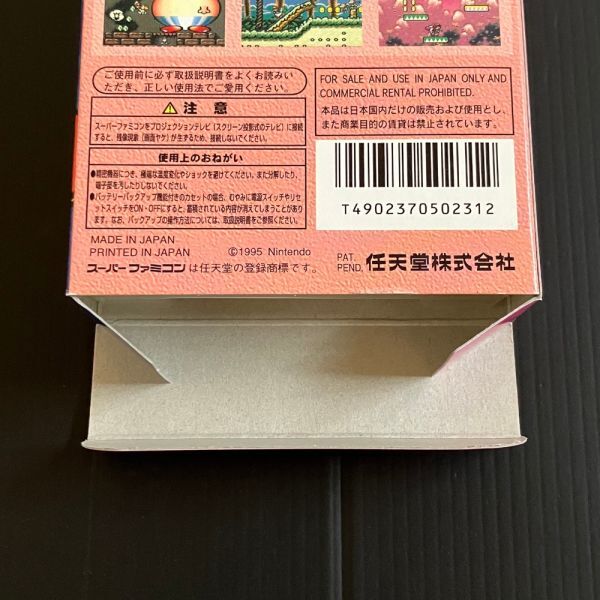 ご使用前に必ず取扱説明書をよくお読みい
ただき、正しい使用法でご愛用ください。
⚠ 注 意
スーパーファミコンをプロジェクションテレビ(スクリーン投影式のテレビ)に接続
すると、残像現象(画面ヤケ)が生ずるため、接続しないでください。
使用上のおねがい
●精密機器につき、極端な温度変化やショックを避けてください。また分解したり、
端子部を汚したりしないでください。
●バッテリーバックアップ機能付きのカセットの場合、むやみに電源スイッチやリセ
ットスイッチをON・OFFにすると、蓄積されている内容が消えてしまうことがあり
ます。なお、バックアップの操作方法については、取扱説明書をご参照ください。
MADE IN JAPAN
PRINTED IN JAPAN
©1995 Nintendo
スーパーファミコンは任天堂の登録商標です。
FOR SALE AND USE IN JAPAN ONLY AND
COMMERCIAL RENTAL PROHIBITED.
本品は日本国内だけの販売および使用とし、
また商業目的の賃貸は禁止されています。
T4902370502312
PAT.
PEND.
任天堂株式会社